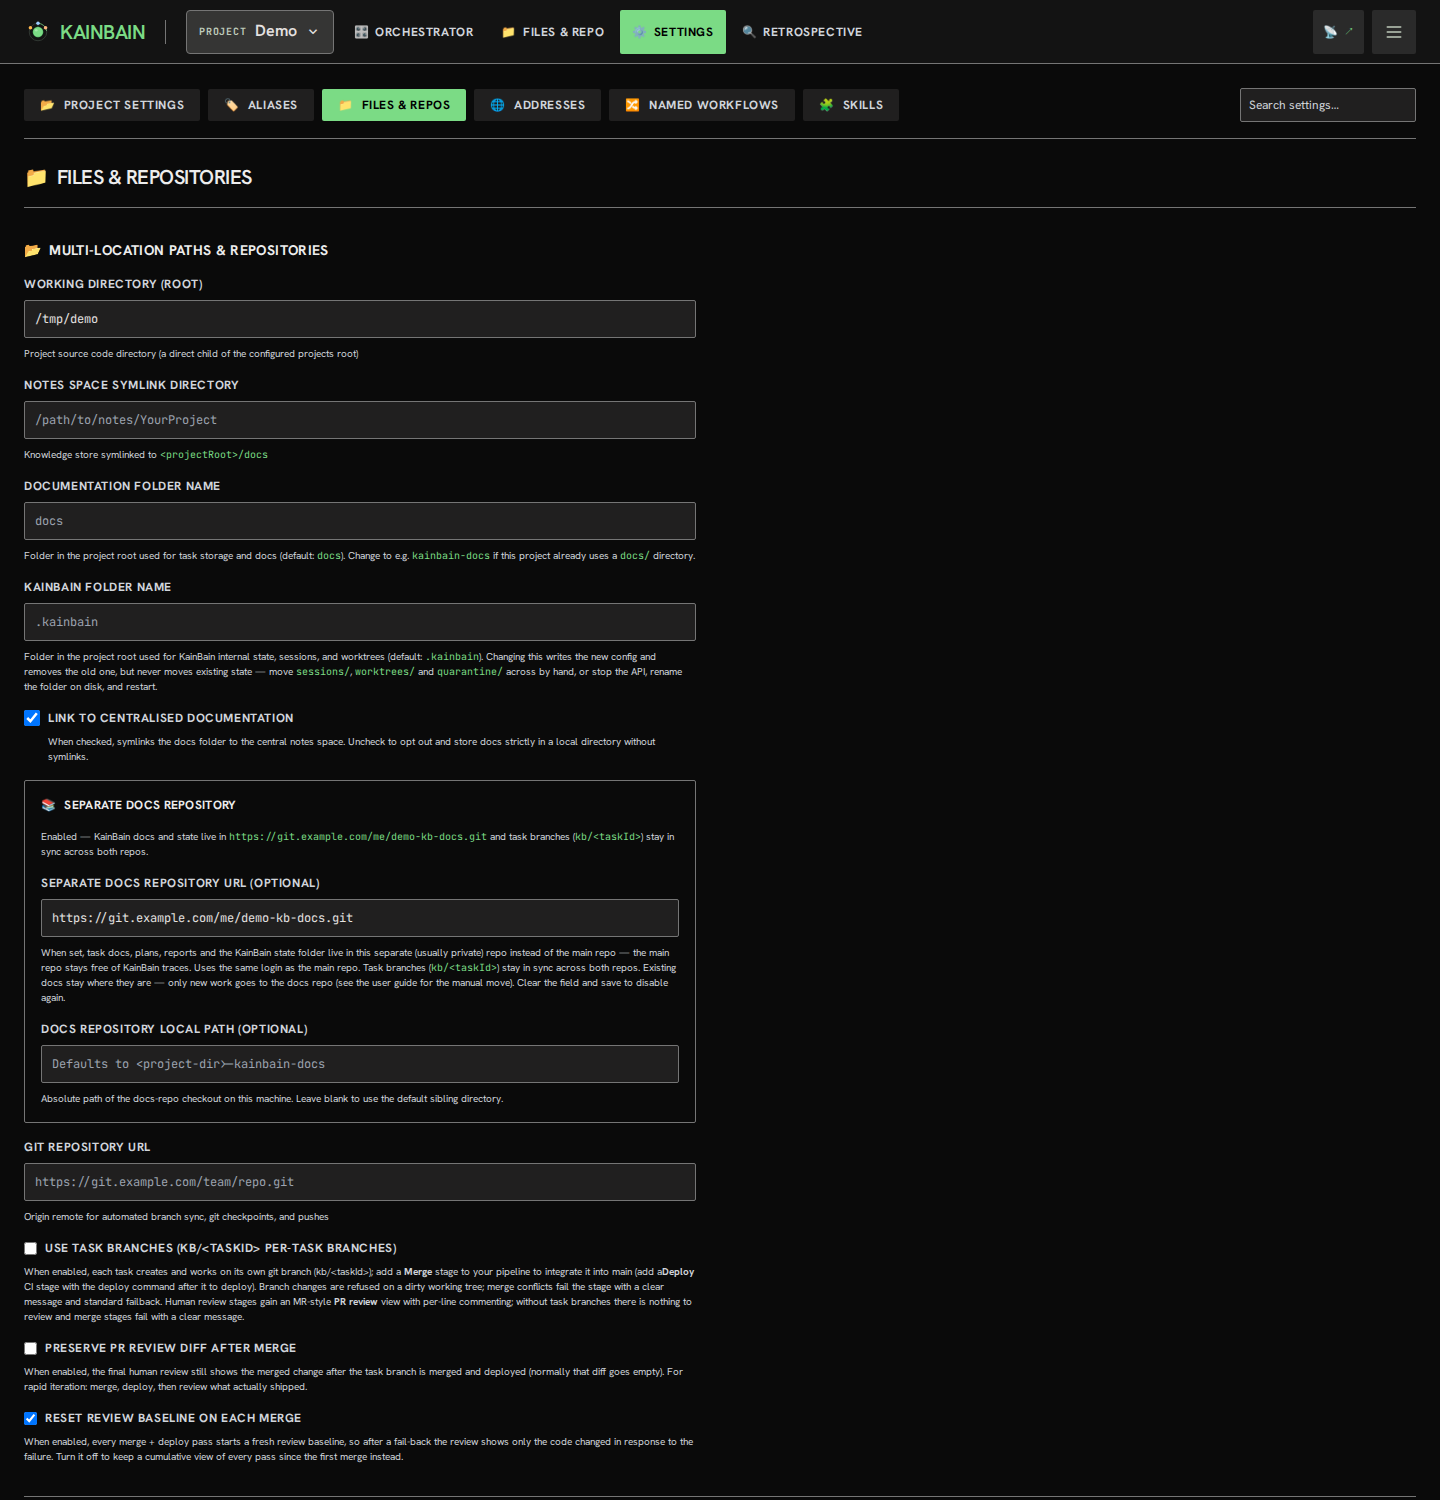 KAINBAIN
PROJECT Demo
ORCHESTRATOR
FILES & REPO
SETTINGS
RETROSPECTIVE
PROJECT SETTINGS
ALIASES
FILES & REPOS
ADDRESSES
NAMED WORKFLOWS
SKILLS
Search settings...
FILES & REPOSITORIES
MULTI-LOCATION PATHS & REPOSITORIES
WORKING DIRECTORY (ROOT)
/tmp/demo
Project source code directory (a direct child of the configured projects root)
NOTES SPACE SYMLINK DIRECTORY
/path/to/notes/YourProject
Knowledge store symlinked to <projectRoot>/docs
DOCUMENTATION FOLDER NAME
docs
Folder in the project root used for task storage and docs (default: docs). Change to e.g. kainbain-docs if this project already uses a docs/ directory.
KAINBAIN FOLDER NAME
.kainbain
Folder in the project root used for KainBain internal state, sessions, and worktrees (default: .kainbain). Changing this writes the new config and
removes the old one, but never moves existing state — move sessions/, worktrees/ and quarantine/ across by hand, or stop the API, rename
the folder on disk, and restart.
LINK TO CENTRALISED DOCUMENTATION
When checked, symlinks the docs folder to the central notes space. Uncheck to opt out and store docs strictly in a local directory without
symlinks.
SEPARATE DOCS REPOSITORY
Enabled — KainBain docs and state live in https://git.example.com/me/demo-kb-docs.git and task branches (kb/<taskId>) stay in
sync across both repos.
SEPARATE DOCS REPOSITORY URL (OPTIONAL)
https://git.example.com/me/demo-kb-docs.git
When set, task docs, plans, reports and the KainBain state folder live in this separate (usually private) repo instead of the main repo — the main
repo stays free of KainBain traces. Uses the same login as the main repo. Task branches (kb/<taskId>) stay in sync across both repos. Existing
docs stay where they are — only new work goes to the docs repo (see the user guide for the manual move). Clear the field and save to disable
again.
DOCS REPOSITORY LOCAL PATH (OPTIONAL)
Defaults to <project-dir>-kainbain-docs
Absolute path of the docs-repo checkout on this machine. Leave blank to use the default sibling directory.
GIT REPOSITORY URL
https://git.example.com/team/repo.git
Origin remote for automated branch sync, git checkpoints, and pushes
USE TASK BRANCHES (KB/<TASKID> PER-TASK BRANCHES)
When enabled, each task creates and works on its own git branch (kb/<taskId>); add a Merge stage to your pipeline to integrate it into main (add aDeploy
CI stage with the deploy command after it to deploy). Branch changes are refused on a dirty working tree; merge conflicts fail the stage with a clear
message and standard failback. Human review stages gain an MR-style PR review view with per-line commenting; without task branches there is nothing to
review and merge stages fail with a clear message.
PRESERVE PR REVIEW DIFF AFTER MERGE
When enabled, the final human review still shows the merged change after the task branch is merged and deployed (normally that diff goes empty). For
rapid iteration: merge, deploy, then review what actually shipped.
RESET REVIEW BASELINE ON EACH MERGE
When enabled, every merge + deploy pass starts a fresh review baseline, so after a fail-back the review shows only the code changed in response to the
failure. Turn it off to keep a cumulative view of every pass since the first merge instead.